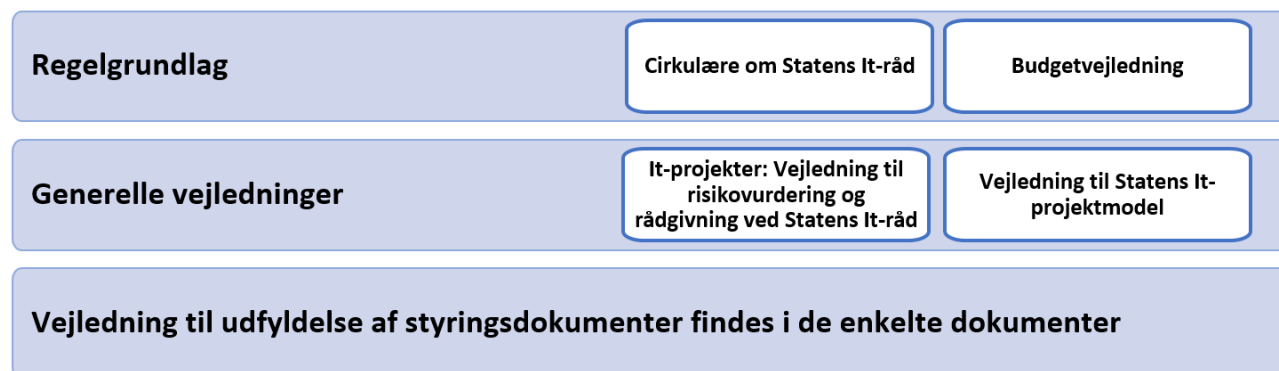 Regelgrundlag
Cirkulære om Statens It-råd
Budgetvejledning
Generelle vejledninger
It-projekter: Vejledning til
risikovurdering og
rådgivning ved Statens It-råd
Vejledning til Statens It-
projektmodel
Vejledning til udfyldelse af styringsdokumenter findes i de enkelte dokumenter